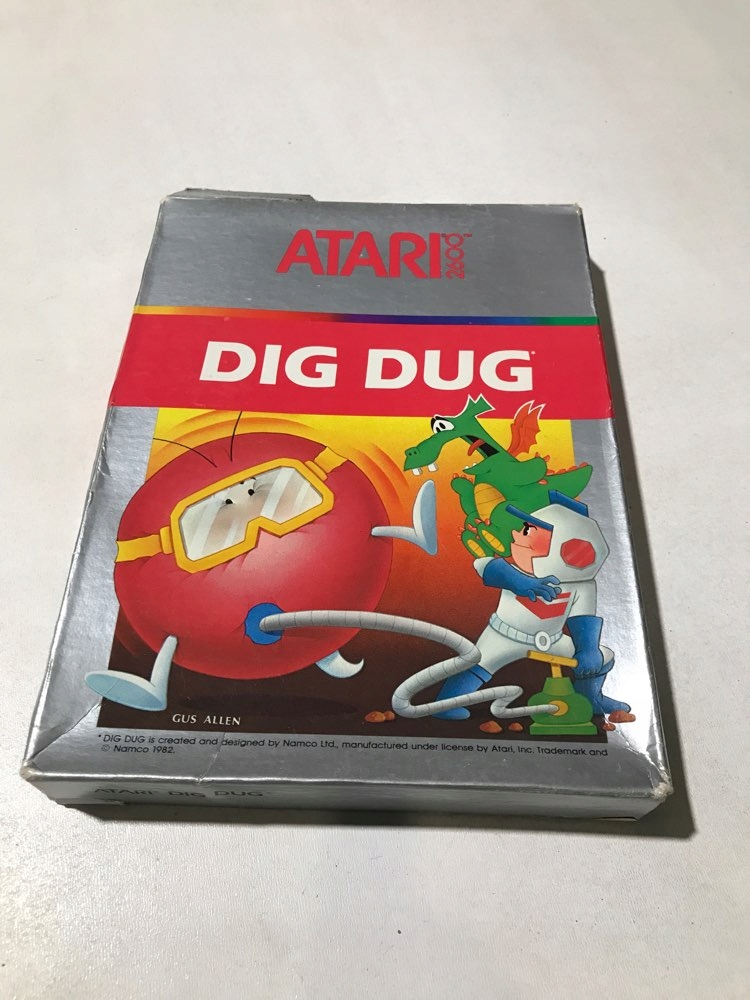 ATARI 2600™
DIG DUG*
GUS ALLEN
*DIG DUG is created and designed by Namco Ltd., manufactured under license by Atari, Inc. Trademark and
© Namco 1982.
ATARI® DIG DUG